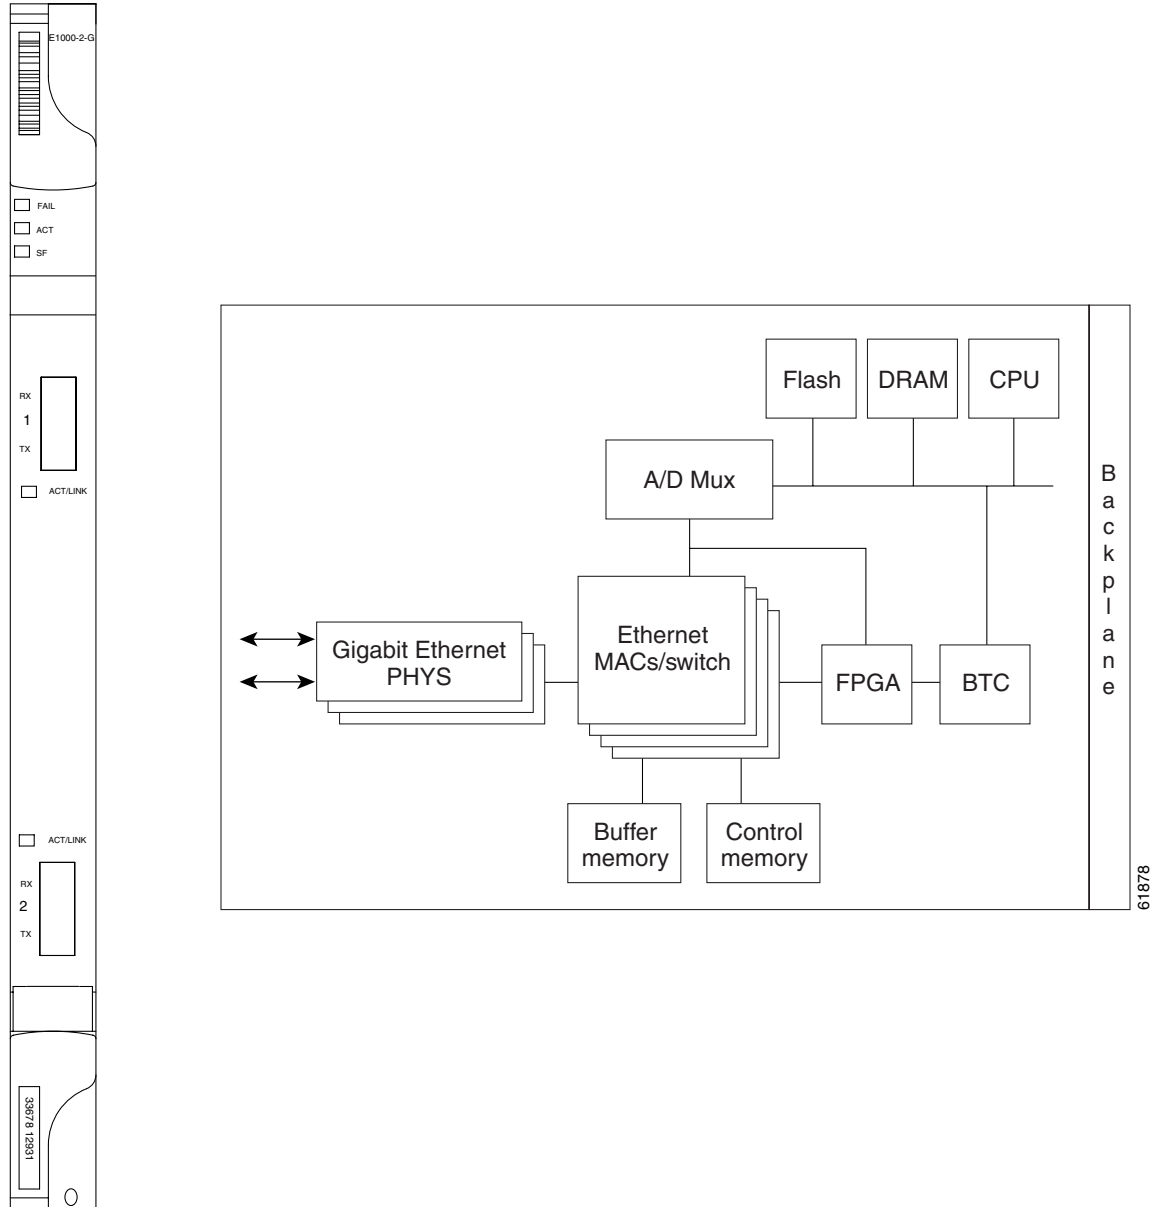 E1000-2-G
FAIL
ACT
SF
RX
1
TX
ACT/LINK
ACT/LINK
RX
2
TX
33678 12931
Flash
DRAM
CPU
A/D Mux
Ethernet
MACs/switch
Gigabit Ethernet
PHYS
FPGA
BTC
Buffer
memory
Control
memory
Backplane
61878